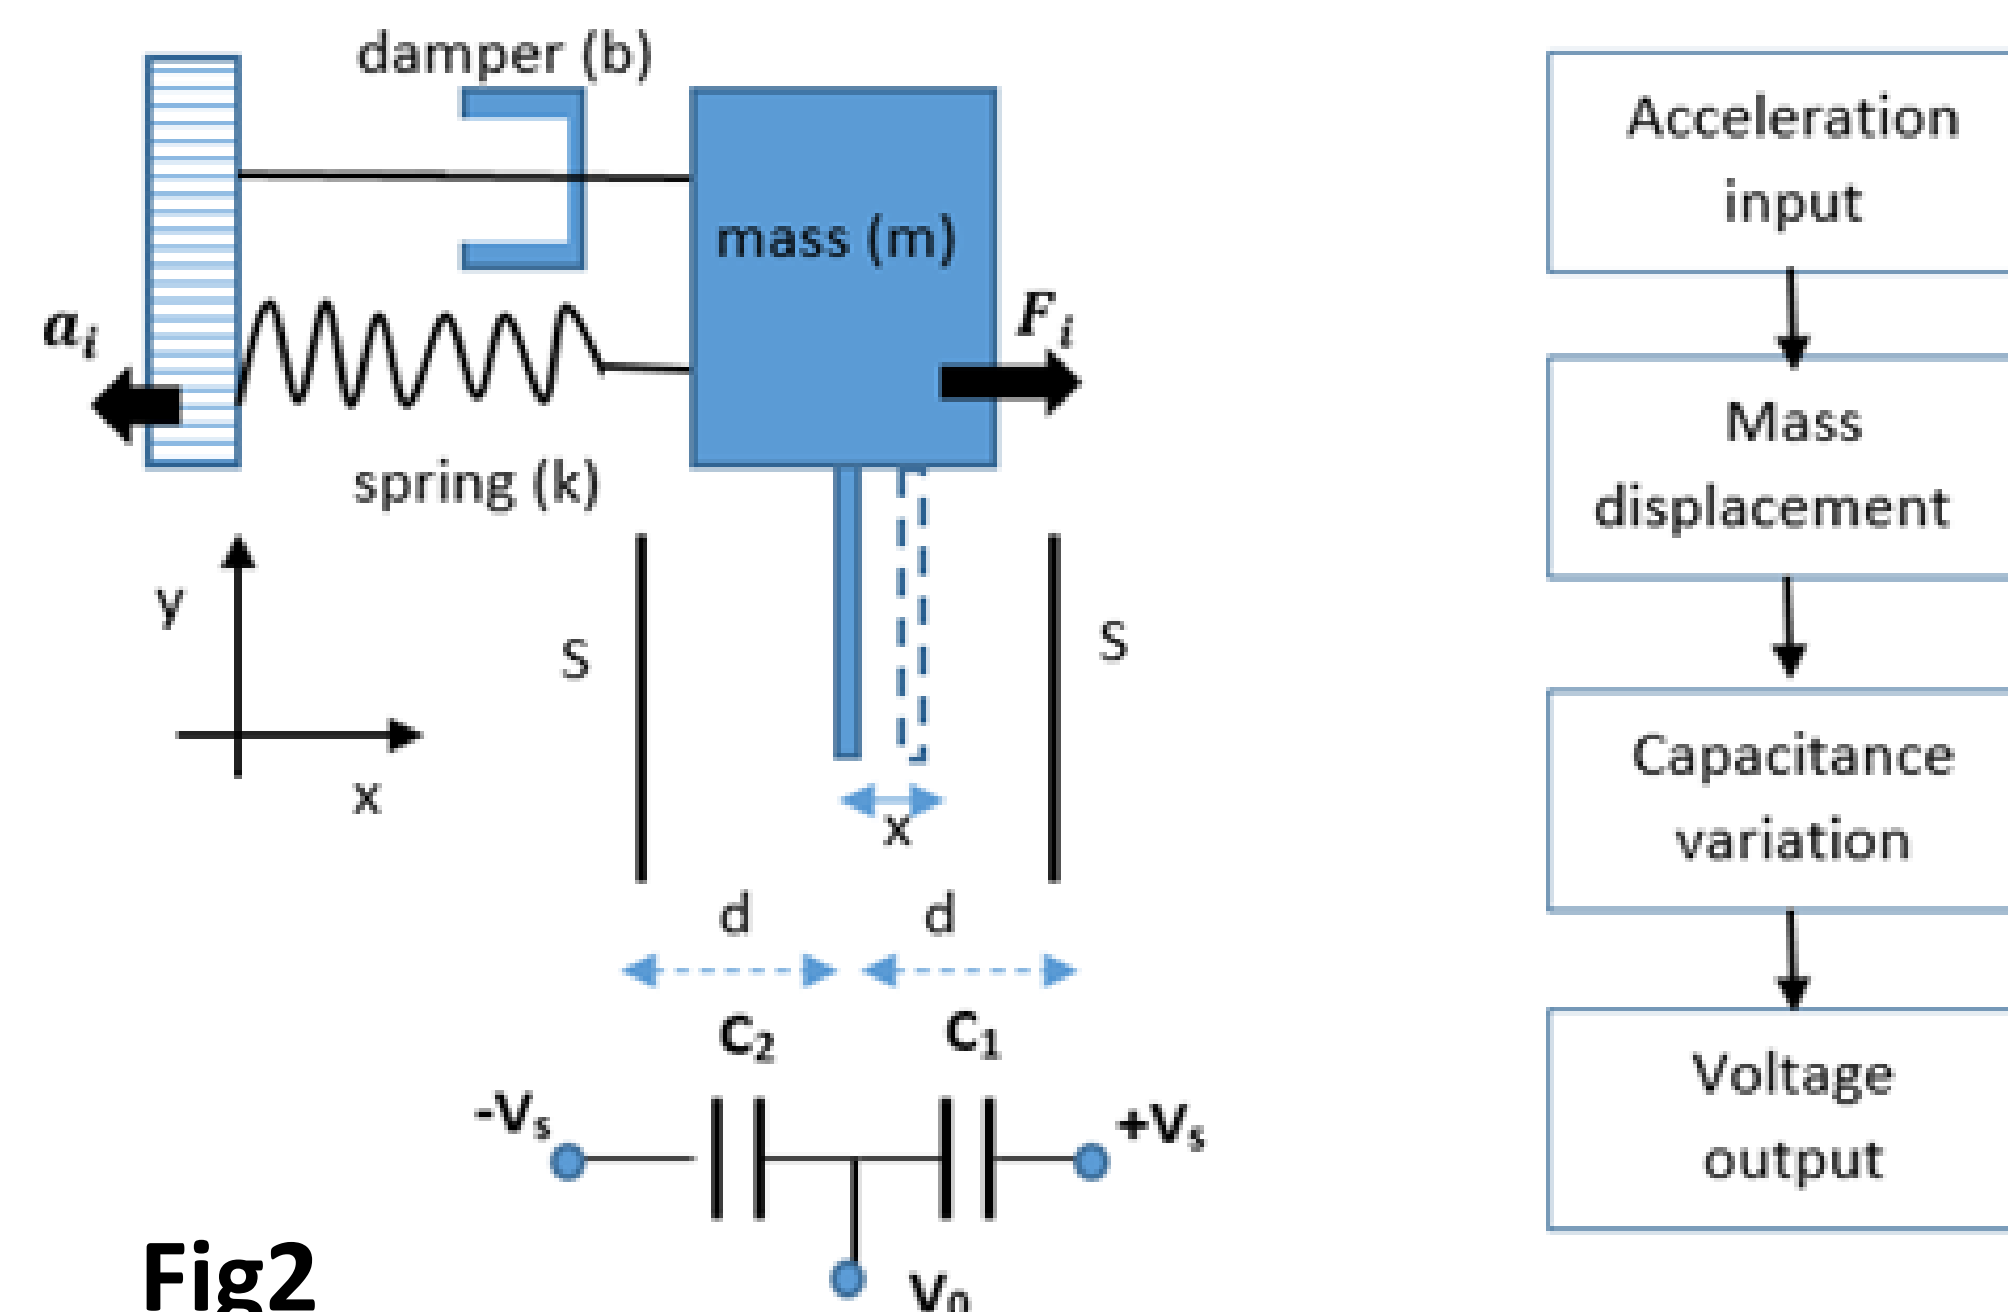 damper (b)
mass (m)
aᵢ
Fᵢ
spring (k)
y
x
S
S
x
d
d
C₂
C₁
-Vₛ
+Vₛ
V₀
Fig2
Acceleration
input
Mass
displacement
Capacitance
variation
Voltage
output